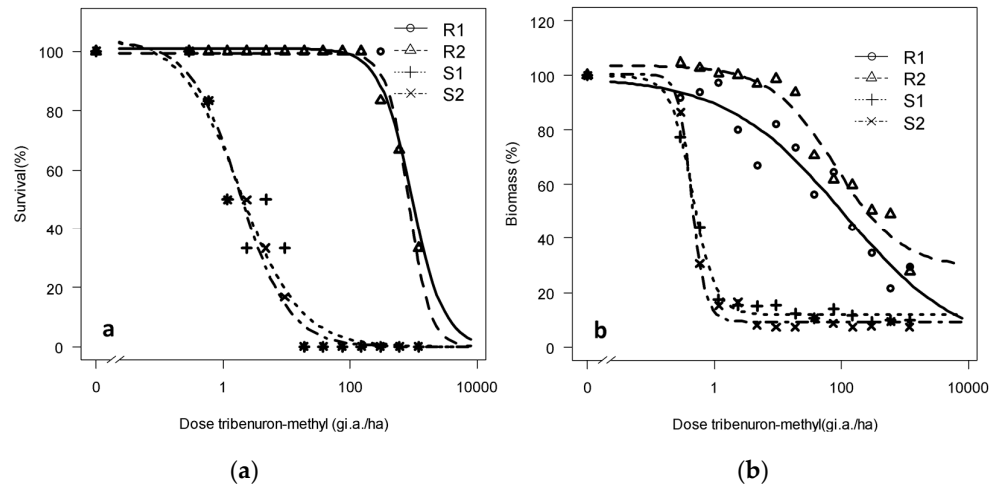 120
100
80
60
40
20
0
Survival(%)
R1
R2
S1
S2
a
0
1
100
10000
Dose tribenuron-methyl (gi.a./ha)
(a)
120
100
80
60
40
20
0
Biomass (%)
R1
R2
S1
S2
b
0
1
100
10000
Dose tribenuron-methyl(gi.a./ha)
(b)